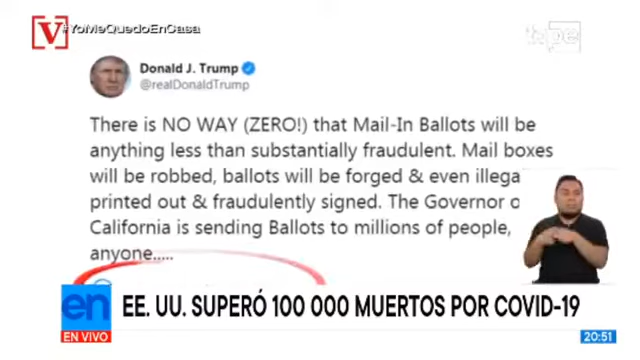 #YoMeQuedoEnCasa
tvpe
Donald J. Trump
@realDonaldTrump
There is NO WAY (ZERO!) that Mail-In Ballots will be
anything less than substantially fraudulent. Mail boxes
will be robbed, ballots will be forged & even illega
printed out & fraudulently signed. The Governor o
California is sending Ballots to millions of people,
anyone.....
en
EE. UU. SUPERÓ 100 000 MUERTOS POR COVID-19
EN VIVO
20:51